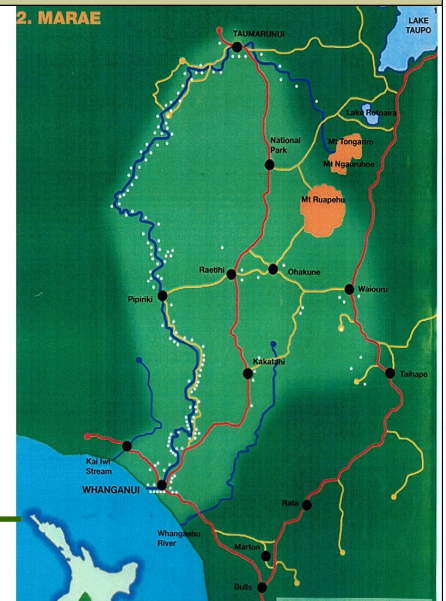 2. MARAE
LAKE
TAUPO
TAUMARUNUI
Lake Rotoaira
National
Park
Mt Tongariro
Mt Ngauruhoe
Mt Ruapehu
Raetihi
Ohakune
Waiouru
Pipiriki
Kakatahi
Taihape
Kai Iwi
Stream
WHANGANUI
Rata
Whangaehu
River
Marton
Bulls